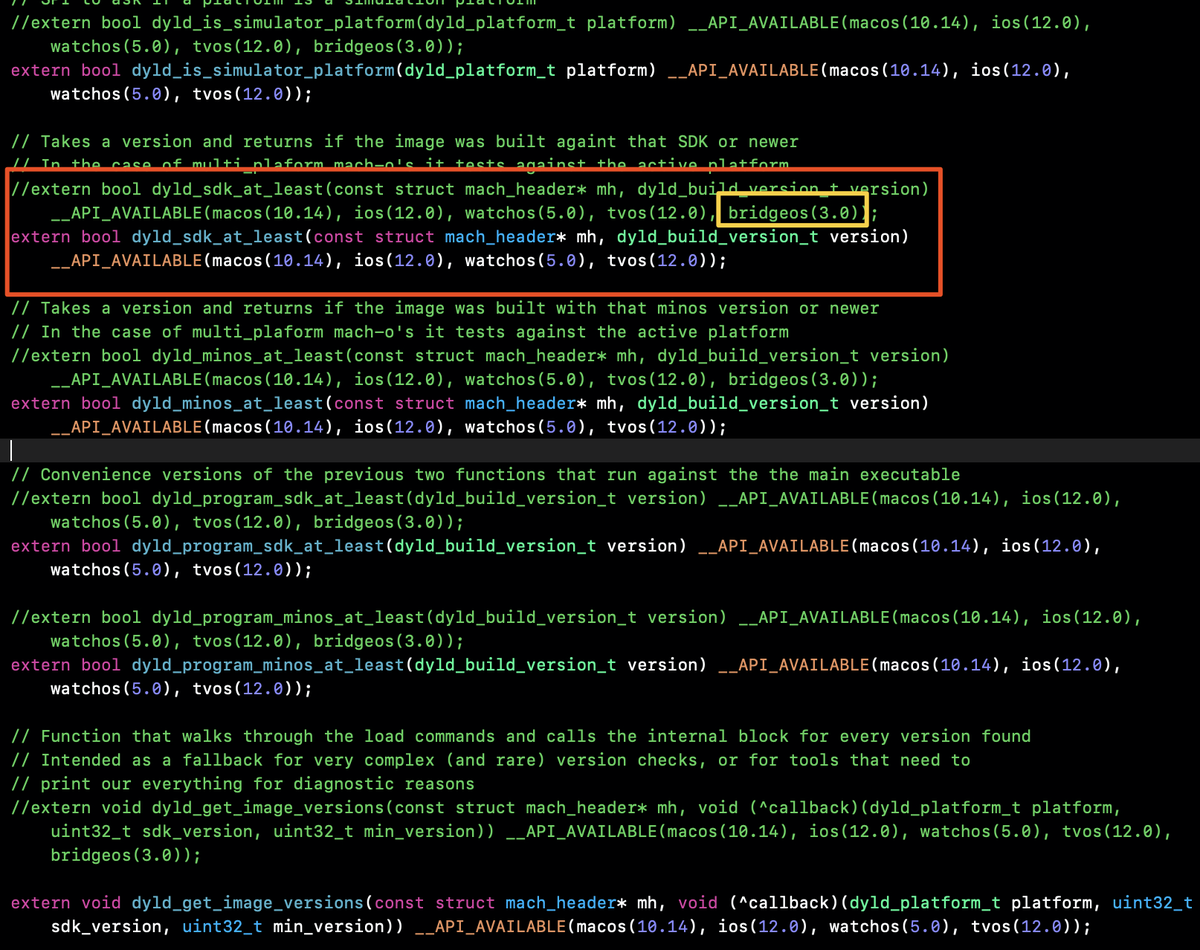 // SPI to ask if a platform is a simulation platform
//extern bool dyld_is_simulator_platform(dyld_platform_t platform) __API_AVAILABLE(macos(10.14), ios(12.0),
watchos(5.0), tvos(12.0), bridgeos(3.0));
extern bool dyld_is_simulator_platform(dyld_platform_t platform) __API_AVAILABLE(macos(10.14), ios(12.0),
watchos(5.0), tvos(12.0));
// Takes a version and returns if the image was built againt that SDK or newer
// In the case of multi_plaform mach-o's it tests against the active platform
//extern bool dyld_sdk_at_least(const struct mach_header* mh, dyld_build_version_t version)
__API_AVAILABLE(macos(10.14), ios(12.0), watchos(5.0), tvos(12.0), bridgeos(3.0));
extern bool dyld_sdk_at_least(const struct mach_header* mh, dyld_build_version_t version)
__API_AVAILABLE(macos(10.14), ios(12.0), watchos(5.0), tvos(12.0));
// Takes a version and returns if the image was built with that minos version or newer
// In the case of multi_plaform mach-o's it tests against the active platform
//extern bool dyld_minos_at_least(const struct mach_header* mh, dyld_build_version_t version)
__API_AVAILABLE(macos(10.14), ios(12.0), watchos(5.0), tvos(12.0), bridgeos(3.0));
extern bool dyld_minos_at_least(const struct mach_header* mh, dyld_build_version_t version)
__API_AVAILABLE(macos(10.14), ios(12.0), watchos(5.0), tvos(12.0));
// Convenience versions of the previous two functions that run against the the main executable
//extern bool dyld_program_sdk_at_least(dyld_build_version_t version) __API_AVAILABLE(macos(10.14), ios(12.0),
watchos(5.0), tvos(12.0), bridgeos(3.0));
extern bool dyld_program_sdk_at_least(dyld_build_version_t version) __API_AVAILABLE(macos(10.14), ios(12.0),
watchos(5.0), tvos(12.0));
//extern bool dyld_program_minos_at_least(dyld_build_version_t version) __API_AVAILABLE(macos(10.14), ios(12.0),
watchos(5.0), tvos(12.0), bridgeos(3.0));
extern bool dyld_program_minos_at_least(dyld_build_version_t version) __API_AVAILABLE(macos(10.14), ios(12.0),
watchos(5.0), tvos(12.0));
// Function that walks through the load commands and calls the internal block for every version found
// Intended as a fallback for very complex (and rare) version checks, or for tools that need to
// print our everything for diagnostic reasons
//extern void dyld_get_image_versions(const struct mach_header* mh, void (^callback)(dyld_platform_t platform,
uint32_t sdk_version, uint32_t min_version)) __API_AVAILABLE(macos(10.14), ios(12.0), watchos(5.0), tvos(12.0),
bridgeos(3.0));
extern void dyld_get_image_versions(const struct mach_header* mh, void (^callback)(dyld_platform_t platform, uint32_t
sdk_version, uint32_t min_version)) __API_AVAILABLE(macos(10.14), ios(12.0), watchos(5.0), tvos(12.0));